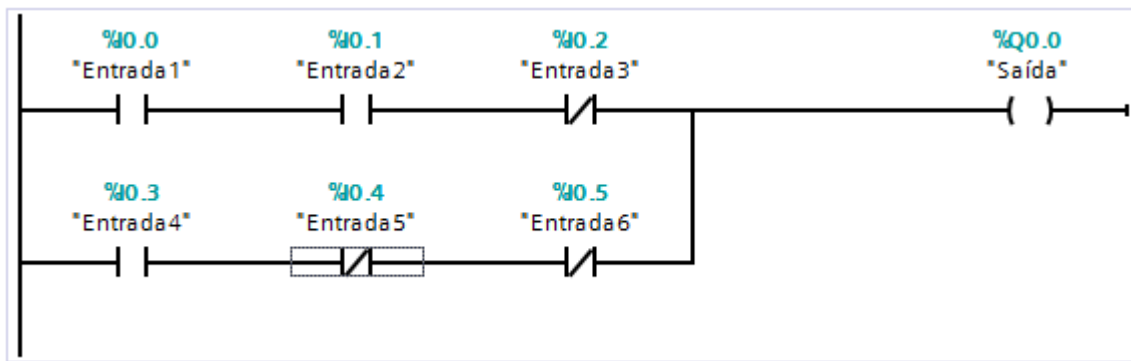 %I0.0 %I0.1 %I0.2 %Q0.0
"Entrada1" "Entrada2" "Entrada3" "Saída"
%I0.3 %I0.4 %I0.5
"Entrada4" "Entrada5" "Entrada6"